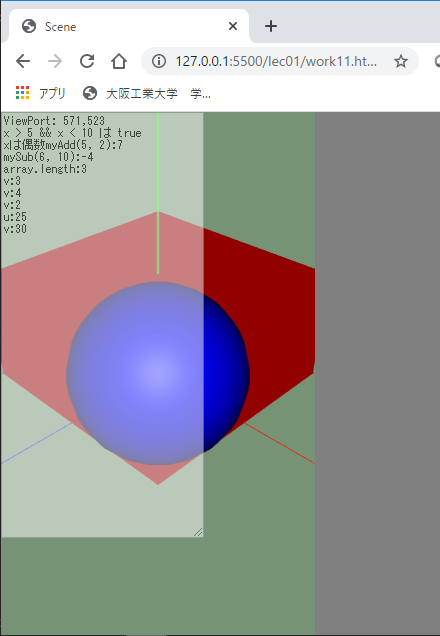 Scene
127.0.0.1:5500/lec01/work11.ht...
アプリ
大阪工業大学 学...
ViewPort: 571,523
x > 5 && x < 10 は true
xは偶数myAdd(5, 2):7
mySub(6, 10):-4
array.length:3
v:3
v:4
v:2
u:25
v:30